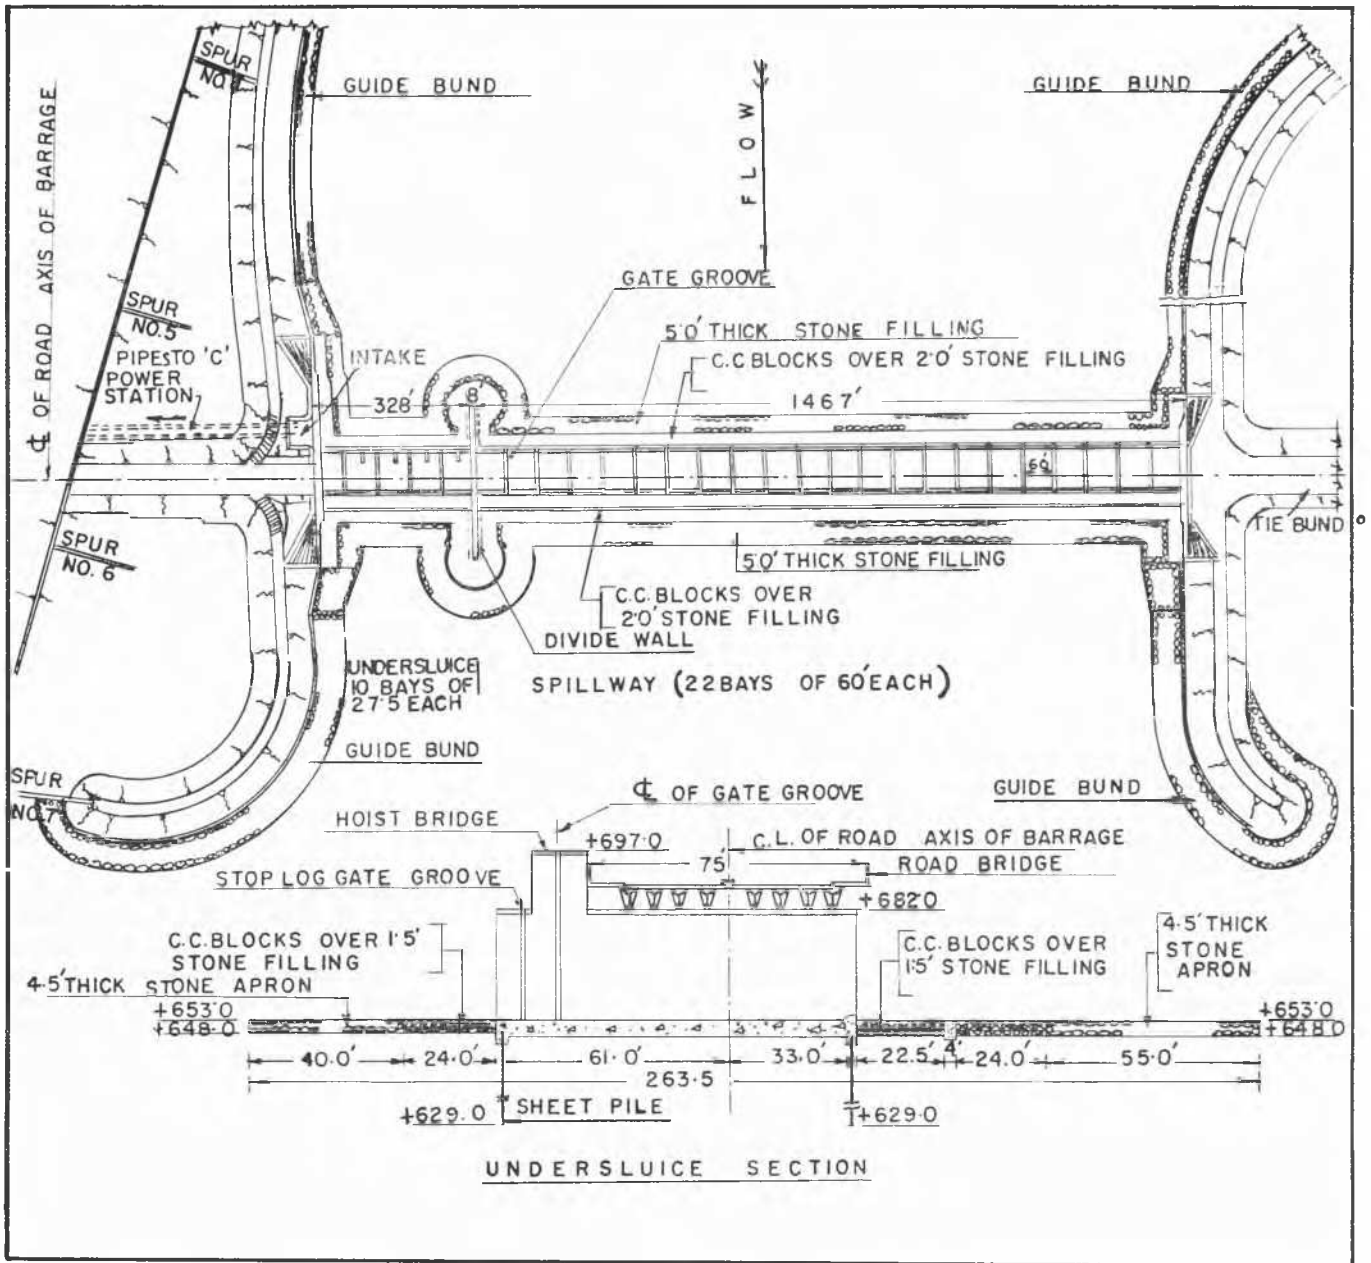 SPUR
NO.
GUIDE BUND
FLOW
GUIDE BUND
℄ OF ROAD AXIS OF BARRAGE
GATE GROOVE
SPUR
NO.5
5'0' THICK STONE FILLING
PIPES TO 'C'
POWER
STATION
INTAKE
C.C.BLOCKS OVER 2'0' STONE FILLING
328'
8'
1467'
60'
TIE BUND
SPUR
NO. 6
5'0' THICK STONE FILLING
C.C. BLOCKS OVER
2'0' STONE FILLING
DIVIDE WALL
UNDERSLUICE
10 BAYS OF
27·5 EACH
SPILLWAY (22 BAYS OF 60' EACH)
GUIDE BUND
SPUR
NO.7
℄ OF GATE GROOVE
GUIDE BUND
HOIST BRIDGE
+697·0
C.L. OF ROAD AXIS OF BARRAGE
75'
ROAD BRIDGE
STOP LOG GATE GROOVE
+682·0
C.C.BLOCKS OVER 1·5'
STONE FILLING
C.C.BLOCKS OVER
1·5' STONE FILLING
4·5' THICK
STONE
APRON
4·5' THICK STONE APRON
+653·0
+648·0
+653·0
+648·0
40.0' 24.0' 61.0' 33.0' 22.5' 4' 24.0' 55·0'
263·5
+629.0
SHEET PILE
+629·0
UNDERSLUICE SECTION